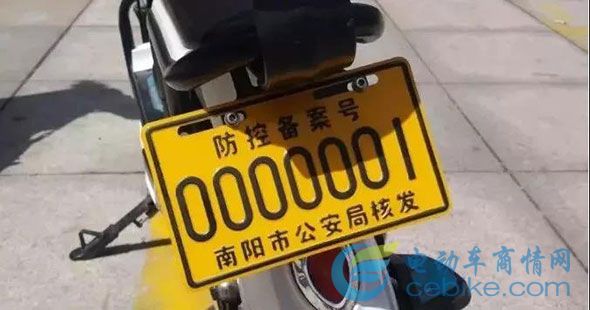 防控备案号
0000001
南阳市公安局核发
电动车商情网
cebike.com